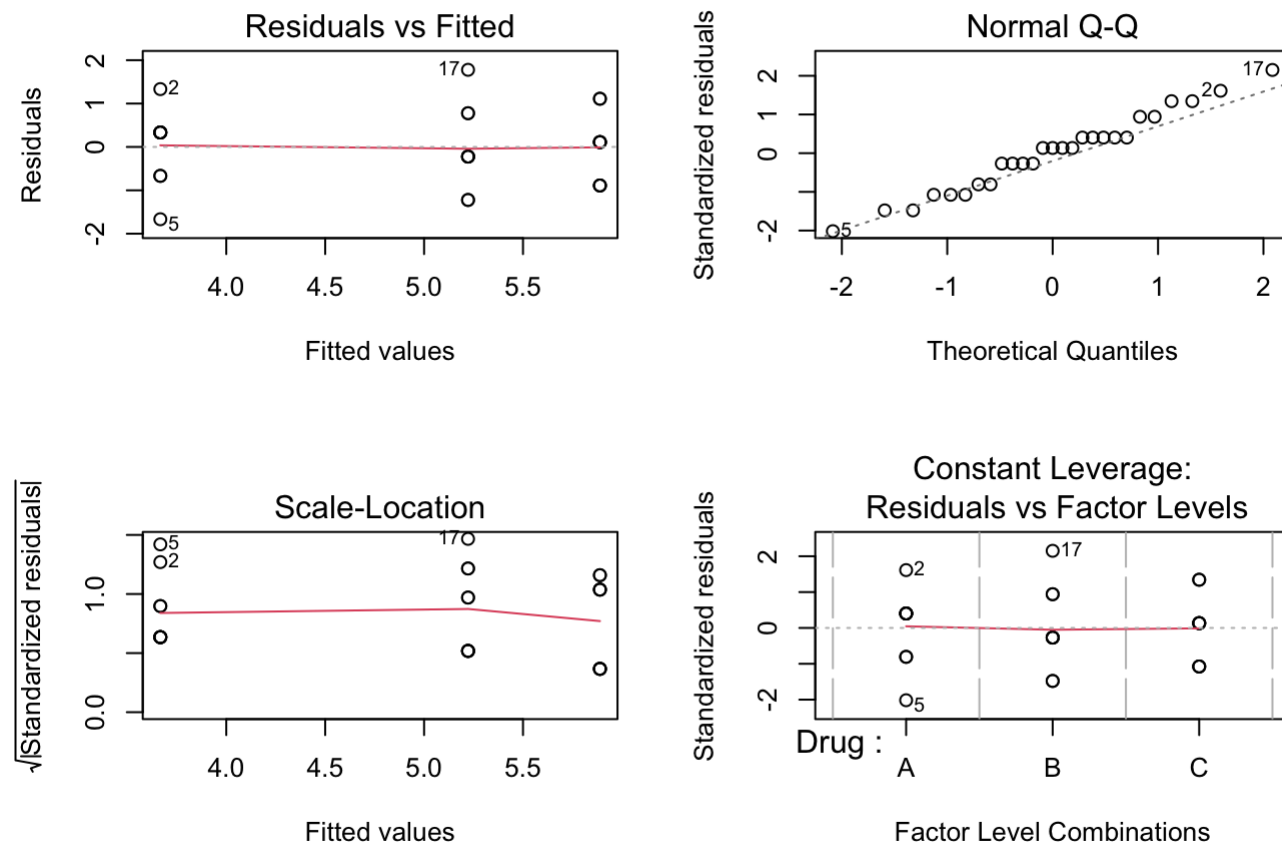 Residuals vs Fitted
Residuals
2
1
0
-2
2
17
5
4.0 4.5 5.0 5.5
Fitted values
Normal Q-Q
Standardized residuals
2
1
0
-2
17
2
5
-2 -1 0 1 2
Theoretical Quantiles
Scale-Location
√|Standardized residuals|
1.0
0.0
5
2
17
4.0 4.5 5.0 5.5
Fitted values
Constant Leverage:
Residuals vs Factor Levels
Standardized residuals
2
0
-2
2
17
5
Drug :
A B C
Factor Level Combinations